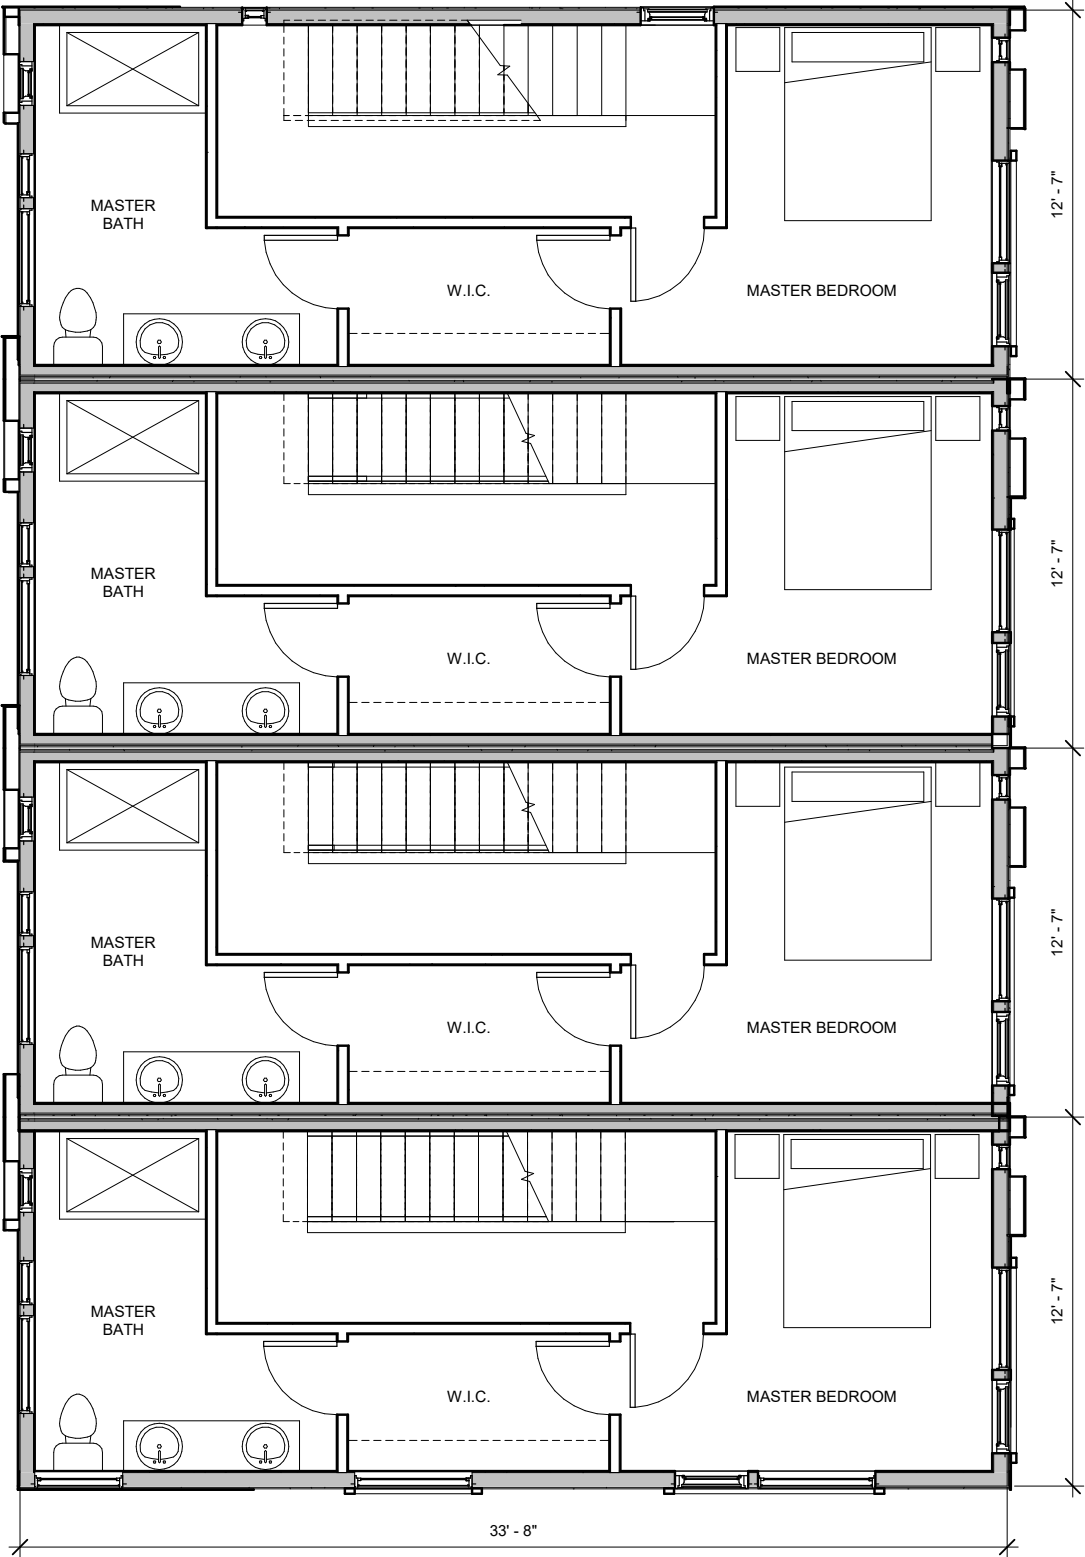 MASTER
BATH
W.I.C.
MASTER BEDROOM
12' - 7"
MASTER
BATH
W.I.C.
MASTER BEDROOM
12' - 7"
MASTER
BATH
W.I.C.
MASTER BEDROOM
12' - 7"
MASTER
BATH
W.I.C.
MASTER BEDROOM
12' - 7"
33' - 8"